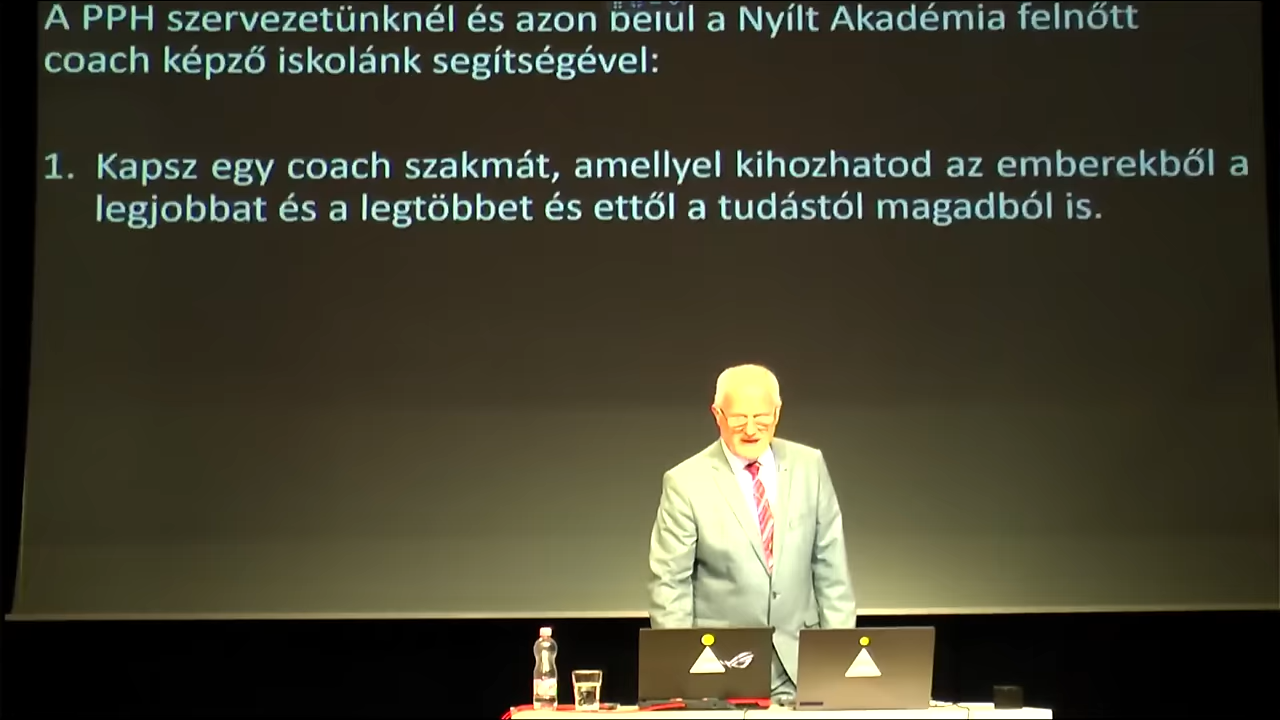 A PPH szervezetünknél és azon belül a Nyílt Akadémia felnőtt
coach képző iskolánk segítségével:
1. Kapsz egy coach szakmát, amellyel kihozhatod az emberekből a
legjobbat és a legtöbbet és ettől a tudástól magadból is.